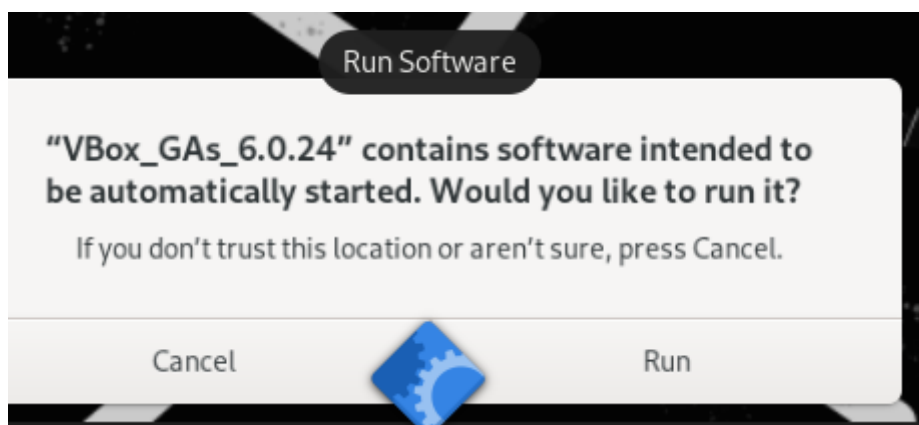 Run Software
“VBox_GAs_6.0.24” contains software intended to
be automatically started. Would you like to run it?
If you don’t trust this location or aren’t sure, press Cancel.
Cancel
Run